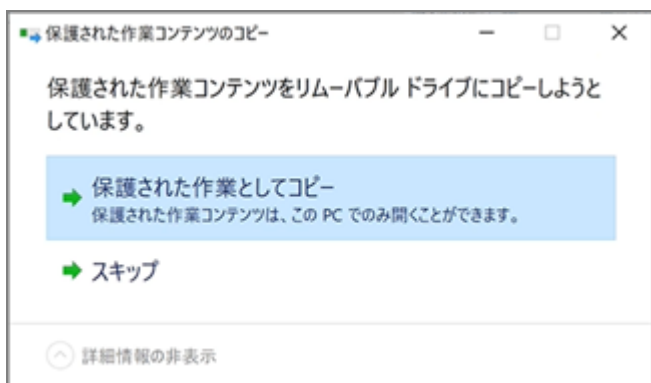 保護された作業コンテンツのコピー
保護された作業コンテンツをリムーバブル ドライブにコピーしようと
しています。
保護された作業としてコピー
保護された作業コンテンツは、この PC でのみ開くことができます。
スキップ
詳細情報の非表示